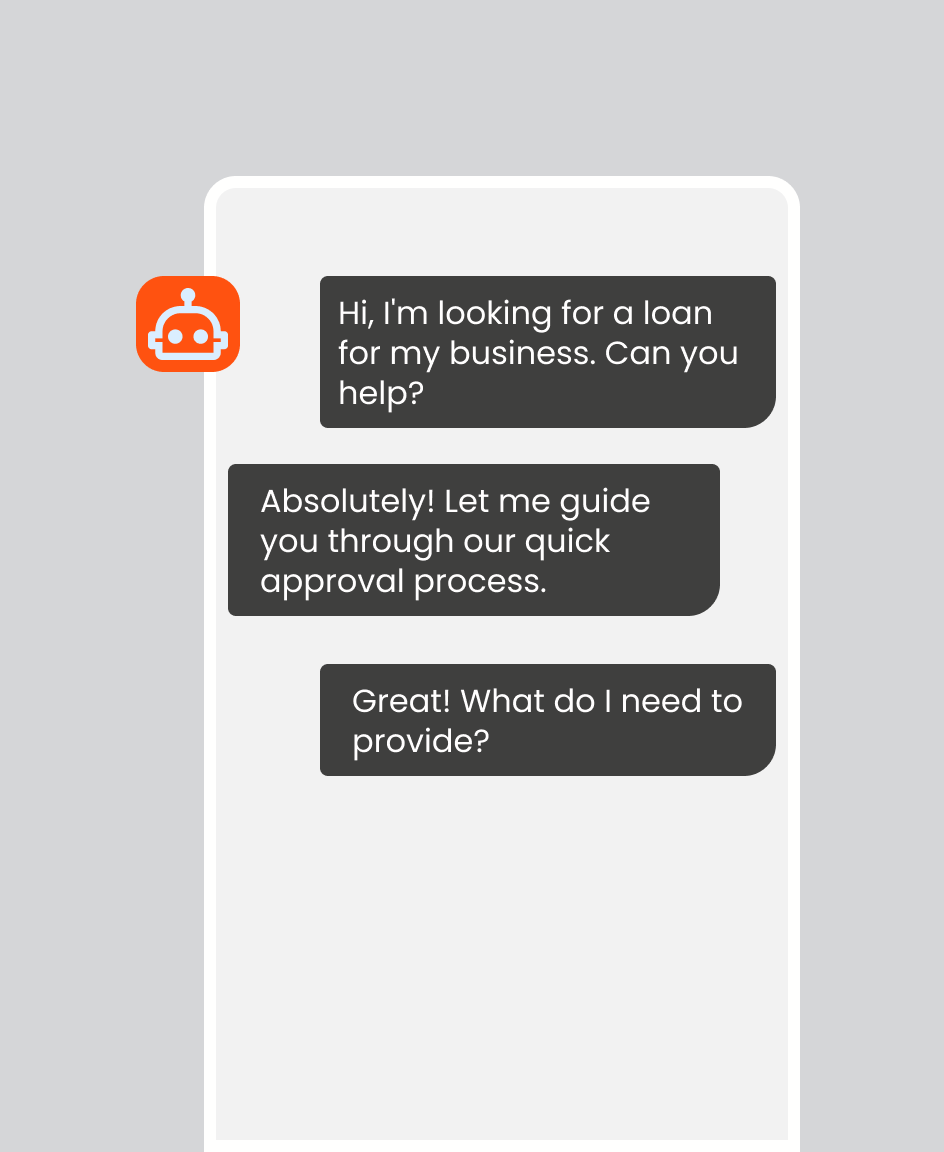 Hi, I'm looking for a loan
for my business. Can you
help?
Absolutely! Let me guide
you through our quick
approval process.
Great! What do I need to
provide?